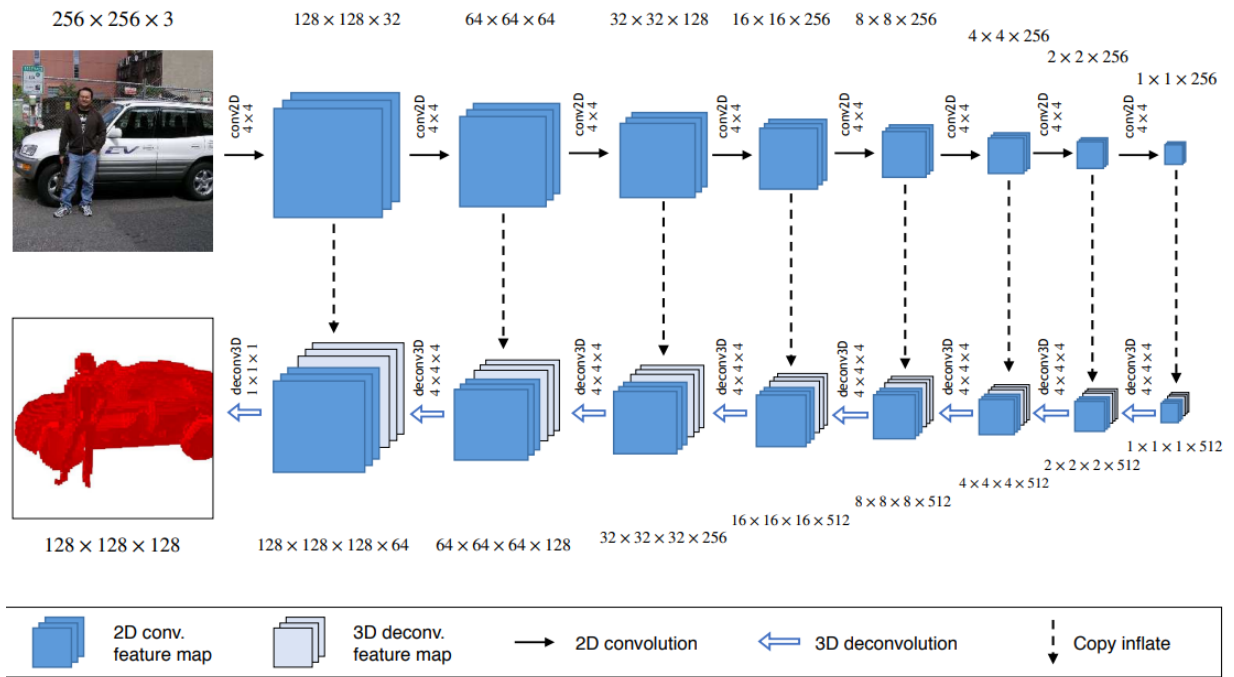 256 × 256 × 3
128 × 128 × 32
64 × 64 × 64
32 × 32 × 128
16 × 16 × 256
8 × 8 × 256
4 × 4 × 256
2 × 2 × 256
1 × 1 × 256
conv2D
4 × 4
conv2D
4 × 4
conv2D
4 × 4
conv2D
4 × 4
conv2D
4 × 4
conv2D
4 × 4
conv2D
4 × 4
conv2D
4 × 4
EV
deconv3D
1 × 1 × 1
deconv3D
4 × 4 × 4
deconv3D
4 × 4 × 4
deconv3D
4 × 4 × 4
deconv3D
4 × 4 × 4
deconv3D
4 × 4 × 4
deconv3D
4 × 4 × 4
deconv3D
4 × 4 × 4
128 × 128 × 128
128 × 128 × 128 × 64
64 × 64 × 64 × 128
32 × 32 × 32 × 256
16 × 16 × 16 × 512
8 × 8 × 8 × 512
4 × 4 × 4 × 512
2 × 2 × 2 × 512
1 × 1 × 1 × 512
2D conv.
feature map
3D deconv.
feature map
2D convolution
3D deconvolution
Copy inflate